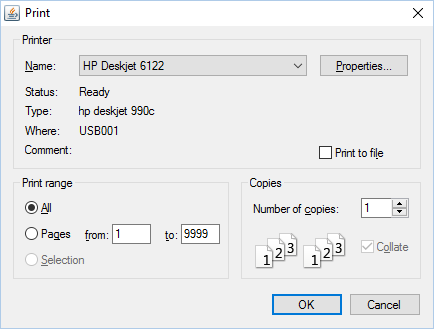 Print
Printer
Name: HP Deskjet 6122 Properties...
Status: Ready
Type: hp deskjet 990c
Where: USB001
Comment: Print to file
Print range
All
Pages from: 1 to: 9999
Selection
Copies
Number of copies: 1
1 2 3 1 2 3 Collate
OK Cancel